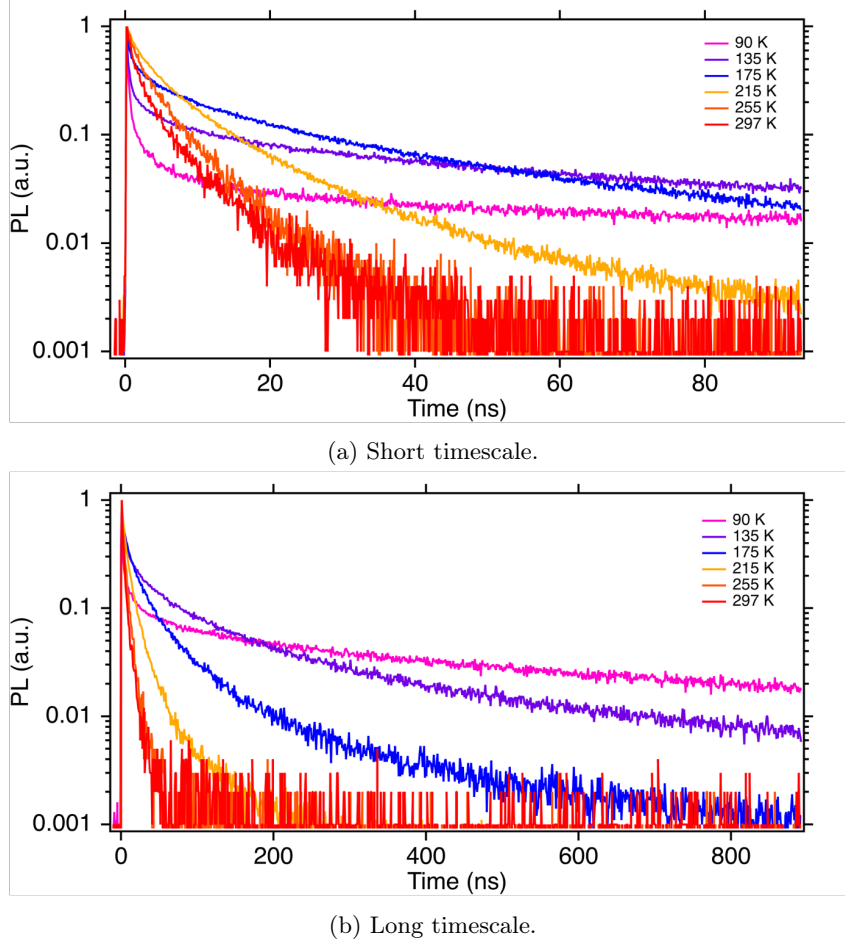 1
0.1
0.01
0.001
PL (a.u.)
90 K
135 K
175 K
215 K
255 K
297 K
0 20 40 60 80
Time (ns)
(a) Short timescale.
1
0.1
0.01
0.001
PL (a.u.)
90 K
135 K
175 K
215 K
255 K
297 K
0 200 400 600 800
Time (ns)
(b) Long timescale.